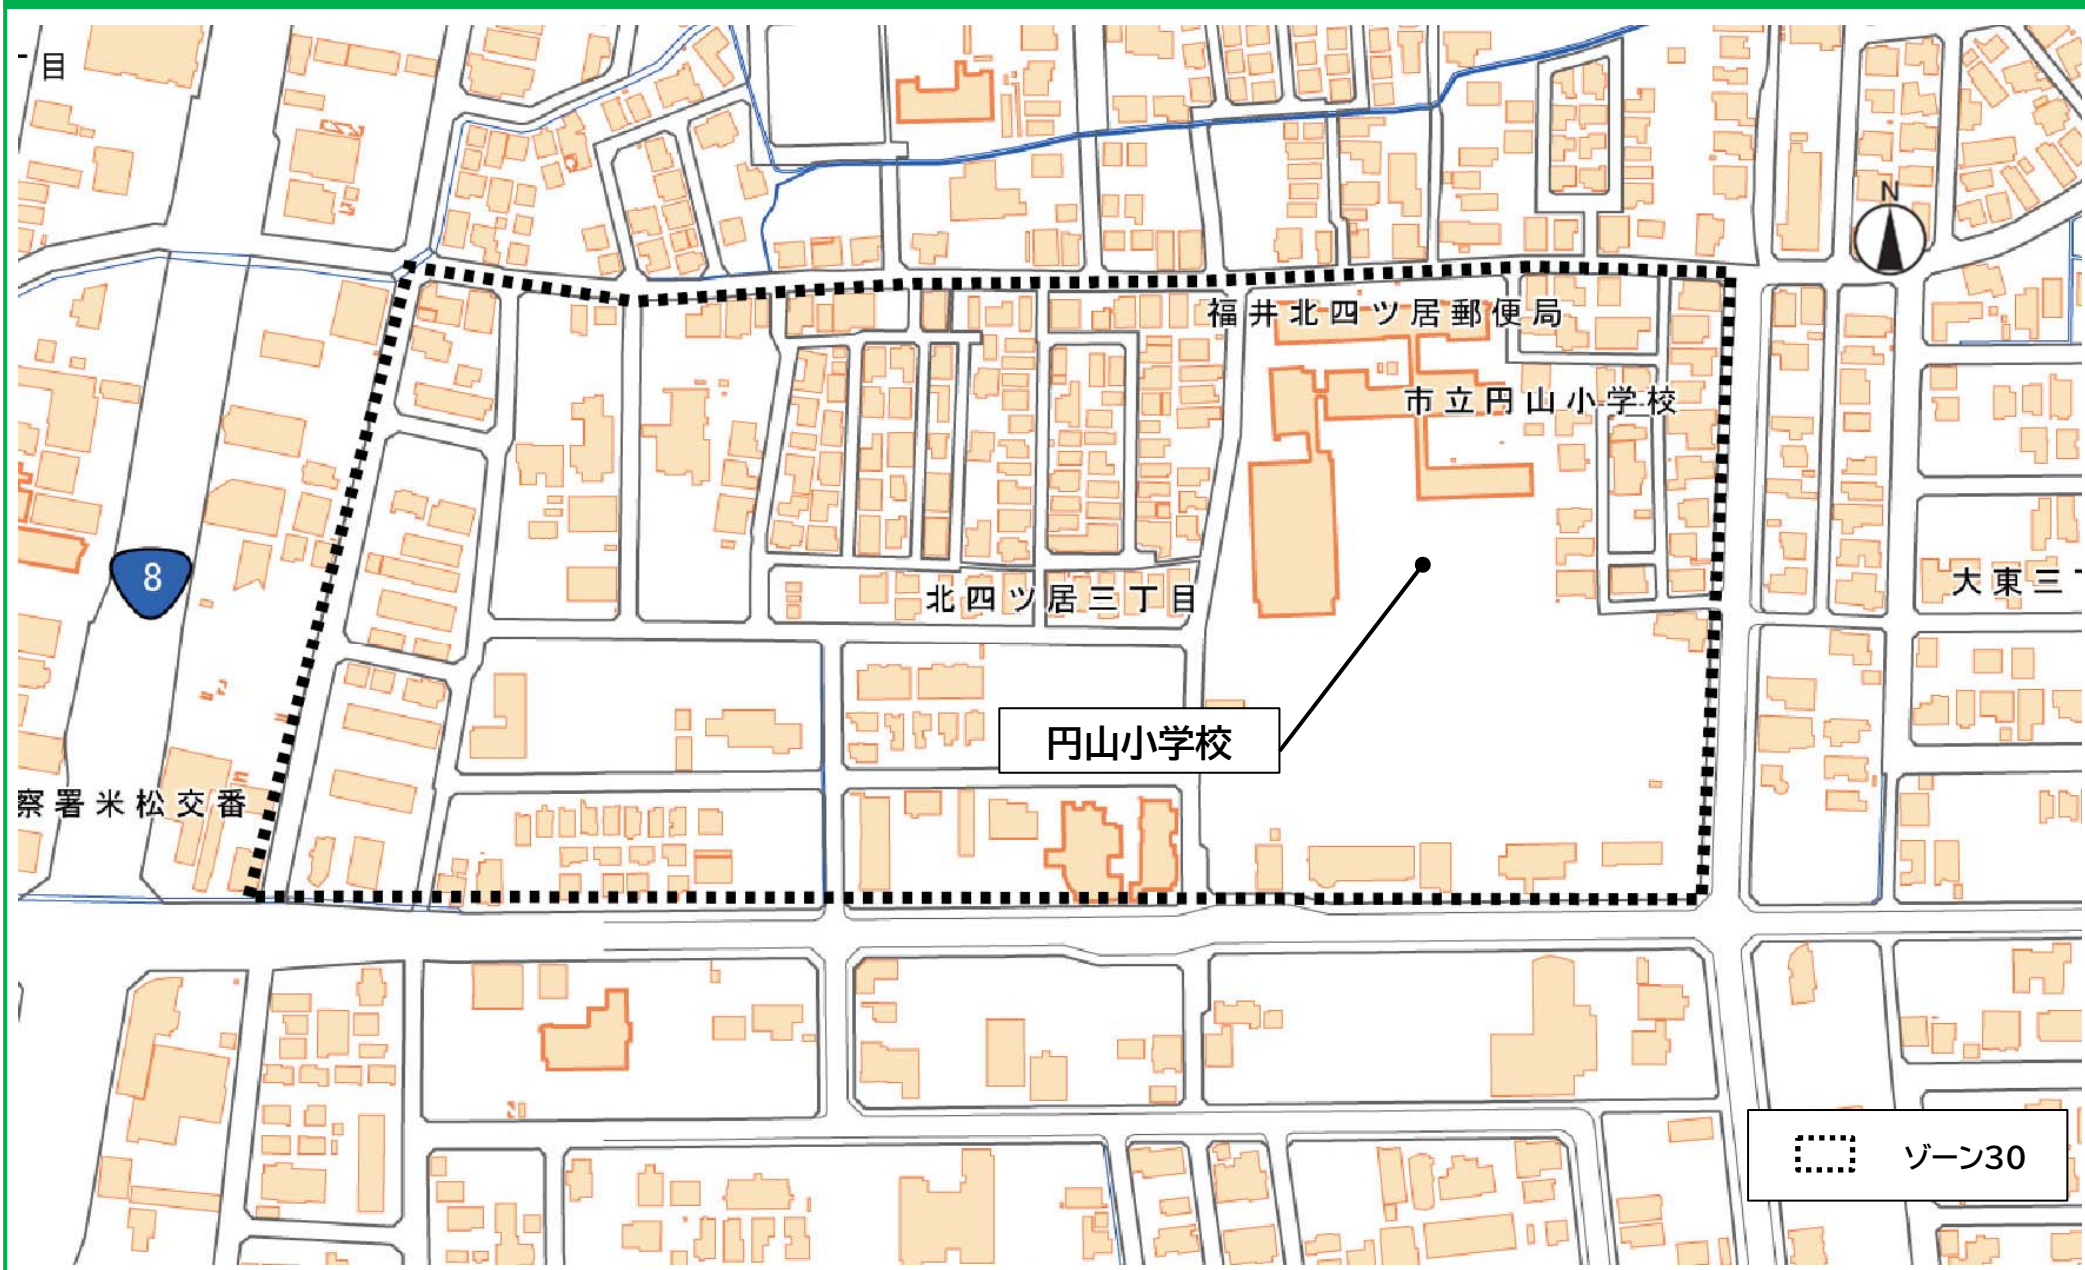 目
N
福井北四ツ居郵便局
市立円山小学校
8
北四ツ居三丁目
大東三
円山小学校
察署米松交番
ゾーン30